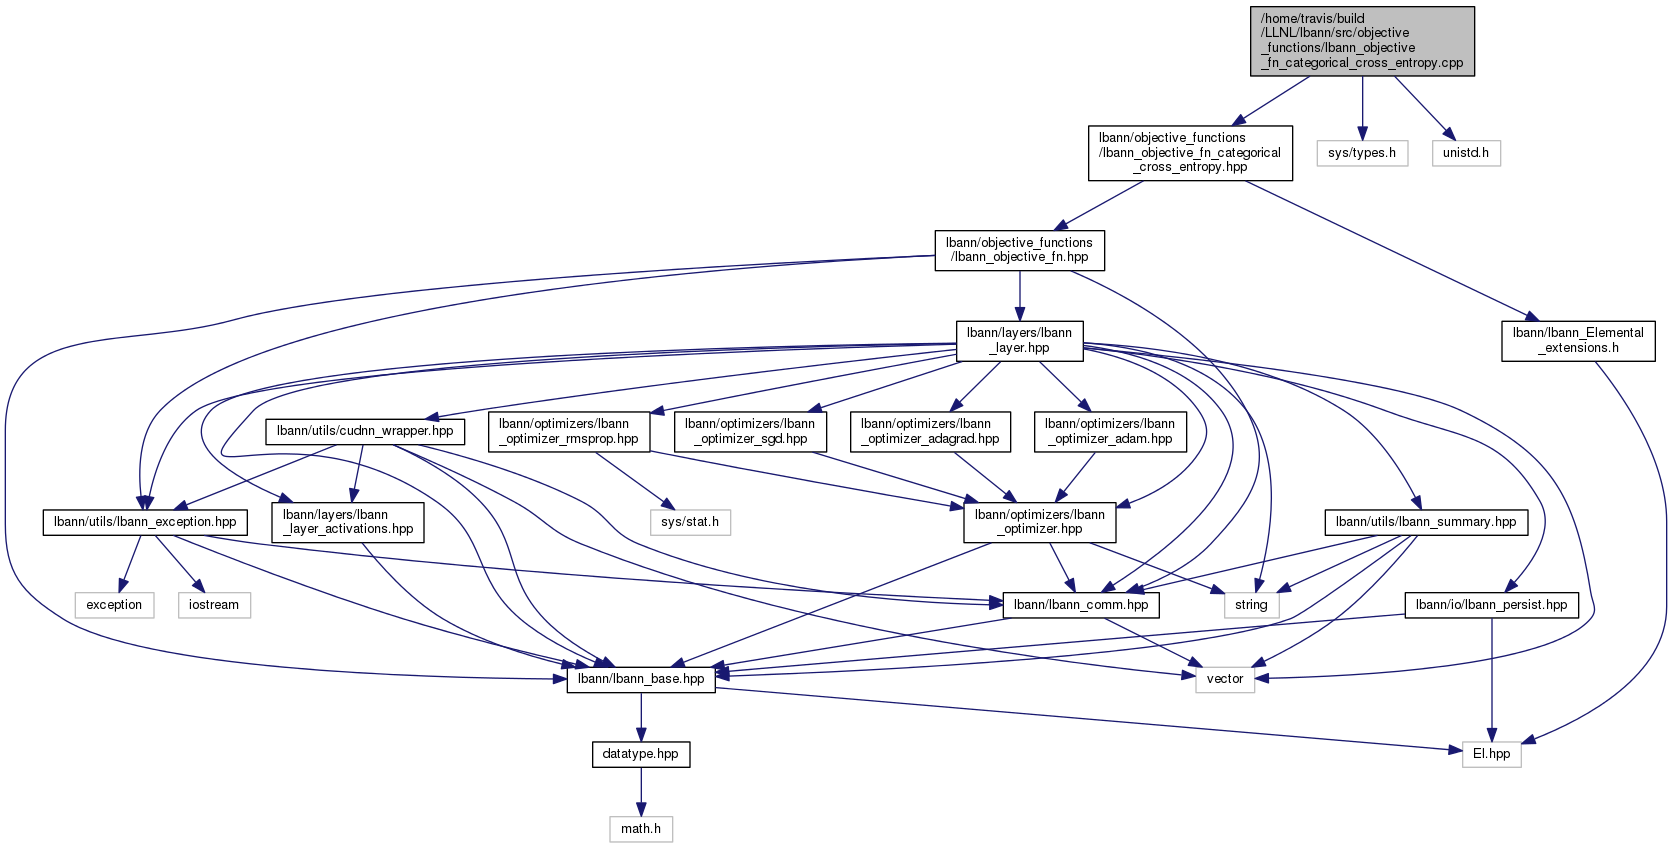 /home/travis/build
/LLNL/lbann/src/objective
_functions/lbann_objective
_fn_categorical_cross_entropy.cpp
lbann/objective_functions
/lbann_objective_fn_categorical
_cross_entropy.hpp
sys/types.h
unistd.h
lbann/objective_functions
/lbann_objective_fn.hpp
lbann/layers/lbann
_layer.hpp
lbann/lbann_Elemental
_extensions.h
lbann/utils/cudnn_wrapper.hpp
lbann/optimizers/lbann
_optimizer_rmsprop.hpp
lbann/optimizers/lbann
_optimizer_sgd.hpp
lbann/optimizers/lbann
_optimizer_adagrad.hpp
lbann/optimizers/lbann
_optimizer_adam.hpp
lbann/utils/lbann_exception.hpp
lbann/layers/lbann
_layer_activations.hpp
sys/stat.h
lbann/optimizers/lbann
_optimizer.hpp
lbann/utils/lbann_summary.hpp
exception
iostream
lbann/lbann_comm.hpp
string
lbann/io/lbann_persist.hpp
lbann/lbann_base.hpp
vector
datatype.hpp
El.hpp
math.h